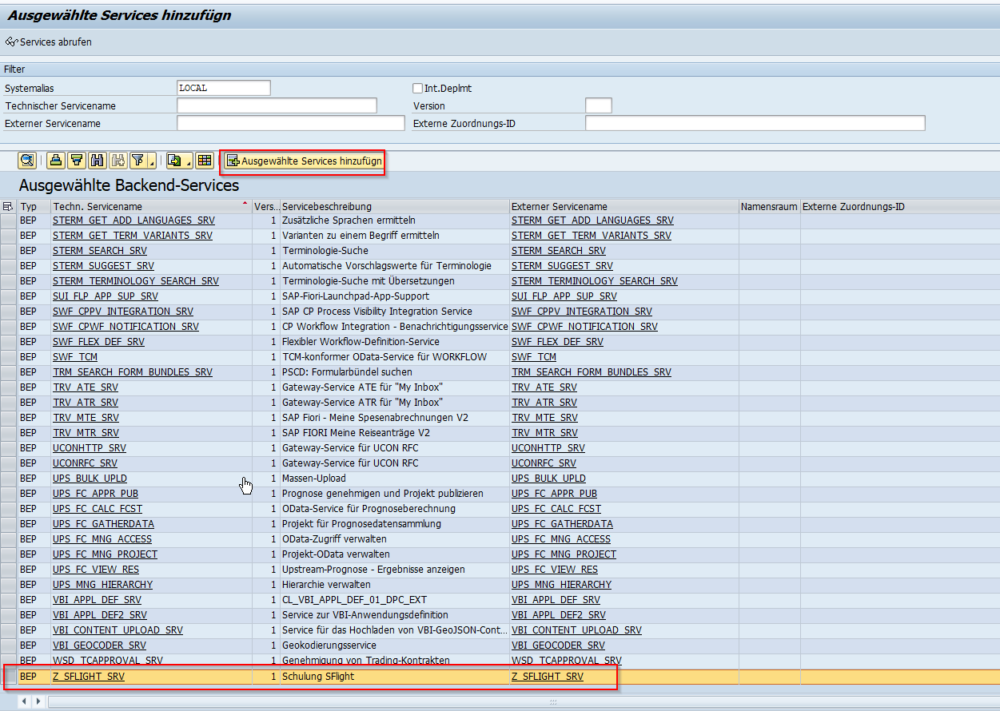 Ausgewählte Services hinzufügn
Services abrufen
Filter
Systemalias LOCAL Int.Deplmt
Technischer Servicename Version
Externer Servicename Externe Zuordnungs-ID
Ausgewählte Services hinzufügn
Ausgewählte Backend-Services
Typ Techn. Servicename Vers... Servicebeschreibung Externer Servicename Namensraum Externe Zuordnungs-ID
BEP STERM_GET_ADD_LANGUAGES_SRV 1 Zusätzliche Sprachen ermitteln STERM_GET_ADD_LANGUAGES_SRV
BEP STERM_GET_TERM_VARIANTS_SRV 1 Varianten zu einem Begriff ermitteln STERM_GET_TERM_VARIANTS_SRV
BEP STERM_SEARCH_SRV 1 Terminologie-Suche STERM_SEARCH_SRV
BEP STERM_SUGGEST_SRV 1 Automatische Vorschlagswerte für Terminologie STERM_SUGGEST_SRV
BEP STERM_TERMINOLOGY_SEARCH_SRV 1 Terminologie-Suche mit Übersetzungen STERM_TERMINOLOGY_SEARCH_SRV
BEP SUI_FLP_APP_SUP_SRV 1 SAP-Fiori-Launchpad-App-Support SUI_FLP_APP_SUP_SRV
BEP SWF_CPPV_INTEGRATION_SRV 1 SAP CP Process Visibility Integration Service SWF_CPPV_INTEGRATION_SRV
BEP SWF_CPWF_NOTIFICATION_SRV 1 CP Workflow Integration - Benachrichtigungsservice SWF_CPWF_NOTIFICATION_SRV
BEP SWF_FLEX_DEF_SRV 1 Flexibler Workflow-Definition-Service SWF_FLEX_DEF_SRV
BEP SWF_TCM 1 TCM-konformer OData-Service für WORKFLOW SWF_TCM
BEP TRM_SEARCH_FORM_BUNDLES_SRV 1 PSCD: Formularbündel suchen TRM_SEARCH_FORM_BUNDLES_SRV
BEP TRV_ATE_SRV 1 Gateway-Service ATE für "My Inbox" TRV_ATE_SRV
BEP TRV_ATR_SRV 1 Gateway-Service ATR für "My Inbox" TRV_ATR_SRV
BEP TRV_MTE_SRV 1 SAP Fiori - Meine Spesenabrechnungen V2 TRV_MTE_SRV
BEP TRV_MTR_SRV 1 SAP FIORI Meine Reiseanträge V2 TRV_MTR_SRV
BEP UCONHTTP_SRV 1 Gateway-Service für UCON RFC UCONHTTP_SRV
BEP UCONRFC_SRV 1 Gateway-Service für UCON RFC UCONRFC_SRV
BEP UPS_BULK_UPLD 1 Massen-Upload UPS_BULK_UPLD
BEP UPS_FC_APPR_PUB 1 Prognose genehmigen und Projekt publizieren UPS_FC_APPR_PUB
BEP UPS_FC_CALC_FCST 1 OData-Service für Prognoseberechnung UPS_FC_CALC_FCST
BEP UPS_FC_GATHERDATA 1 Projekt für Prognosedatensammlung UPS_FC_GATHERDATA
BEP UPS_FC_MNG_ACCESS 1 OData-Zugriff verwalten UPS_FC_MNG_ACCESS
BEP UPS_FC_MNG_PROJECT 1 Projekt-OData verwalten UPS_FC_MNG_PROJECT
BEP UPS_FC_VIEW_RES 1 Upstream-Prognose - Ergebnisse anzeigen UPS_FC_VIEW_RES
BEP UPS_MNG_HIERARCHY 1 Hierarchie verwalten UPS_MNG_HIERARCHY
BEP VBI_APPL_DEF_SRV 1 CL_VBI_APPL_DEF_01_DPC_EXT VBI_APPL_DEF_SRV
BEP VBI_APPL_DEF2_SRV 1 Service zur VBI-Anwendungsdefinition VBI_APPL_DEF2_SRV
BEP VBI_CONTENT_UPLOAD_SRV 1 Service für das Hochladen von VBI-GeoJSON-Cont... VBI_CONTENT_UPLOAD_SRV
BEP VBI_GEOCODER_SRV 1 Geokodierungsservice VBI_GEOCODER_SRV
BEP WSD_TCAPPROVAL_SRV 1 Genehmigung von Trading-Kontrakten WSD_TCAPPROVAL_SRV
BEP Z_SFLIGHT_SRV 1 Schulung SFlight Z_SFLIGHT_SRV